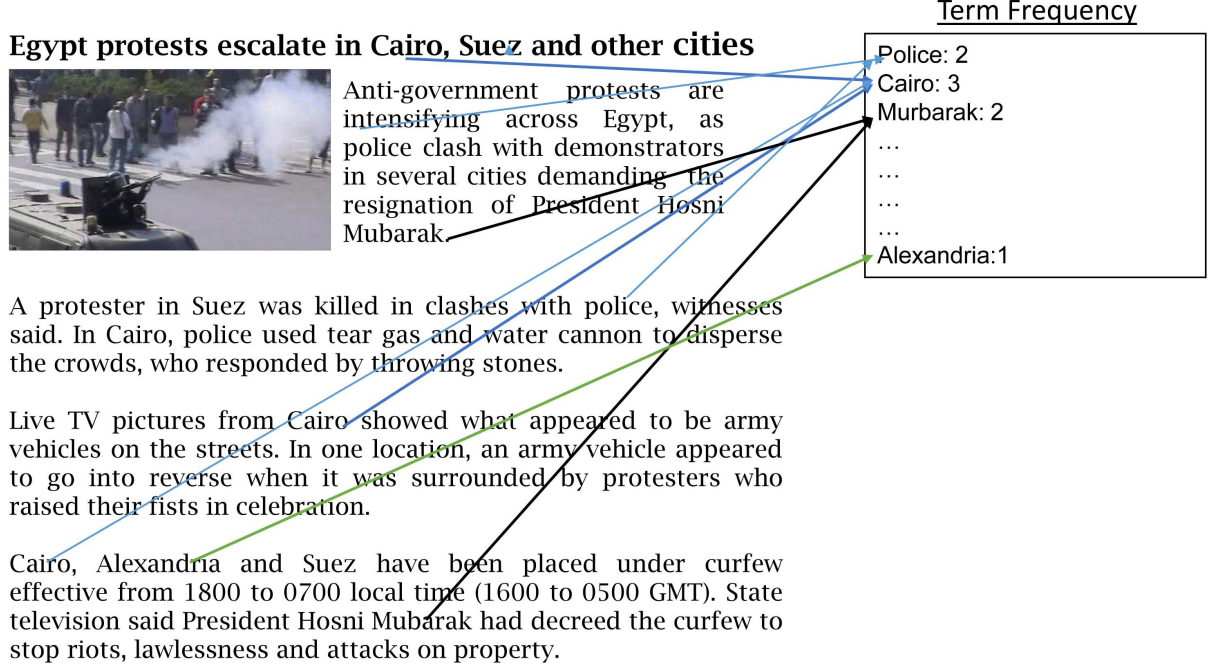 Term Frequency
Egypt protests escalate in Cairo, Suez and other cities
Police: 2
Cairo: 3
Murbarak: 2
...
...
...
...
Alexandria:1
Anti-government protests are
intensifying across Egypt, as
police clash with demonstrators
in several cities demanding the
resignation of President Hosni
Mubarak.
A protester in Suez was killed in clashes with police, witnesses
said. In Cairo, police used tear gas and water cannon to disperse
the crowds, who responded by throwing stones.
Live TV pictures from Cairo showed what appeared to be army
vehicles on the streets. In one location, an army vehicle appeared
to go into reverse when it was surrounded by protesters who
raised their fists in celebration.
Cairo, Alexandria and Suez have been placed under curfew
effective from 1800 to 0700 local time (1600 to 0500 GMT). State
television said President Hosni Mubarak had decreed the curfew to
stop riots, lawlessness and attacks on property.